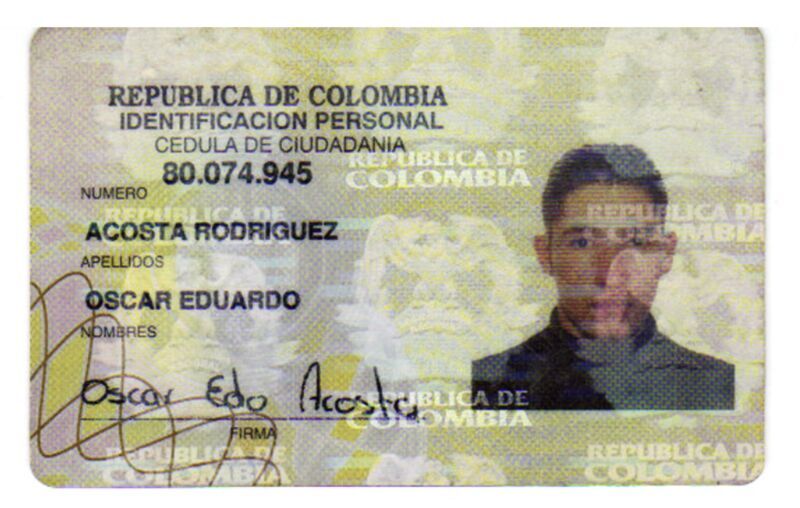 REPUBLICA DE COLOMBIA
IDENTIFICACION PERSONAL
CEDULA DE CIUDADANIA
80.074.945
NUMERO
ACOSTA RODRIGUEZ
APELLIDOS
OSCAR EDUARDO
NOMBRES
Oscar Edo Acosta
FIRMA
REPUBLICA DE
COLOMBIA
REPUBLICA DE
COLOMBIA
REPUBLICA DE
COLOMBIA
REPUBLICA DE
COLOMBIA
REPUBLICA DE
COLOMBIA
REPUBLICA DE
COLOMBIA